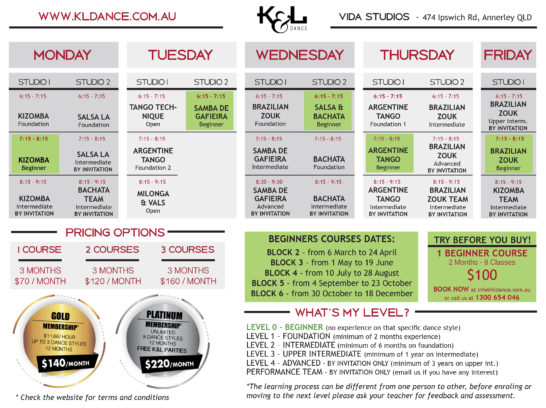 WWW.KLDANCE.COM.AU
K&L
DANCE
VIDA STUDIOS - 474 Ipswich Rd, Annerley QLD
MONDAY
STUDIO 1 STUDIO 2
6:15 - 7:15 6:15 - 7:15
KIZOMBA SALSA LA
Foundation Foundation
7:15 - 8:15 7:15 - 8:15
KIZOMBA SALSA LA
Beginner Intermediate
BY INVITATION
8:15 - 9:15 8:15 - 9:15
KIZOMBA BACHATA TEAM
Intermediate Intermediate
BY INVITATION BY INVITATION
TUESDAY
STUDIO 1 STUDIO 2
6:15 - 7:15 6:15 - 7:15
TANGO TECH-
NIQUE
Open
SAMBA DE
GAFIEIRA
Beginner
7:15 - 8:15
ARGENTINE
TANGO
Foundation 2
8:15 - 9:15
MILONGA
& VALS
Open
WEDNESDAY
STUDIO 1 STUDIO 2
6:15 - 7:15 6:15 - 7:15
BRAZILIAN
ZOUK
Foundation
SALSA &
BACHATA
Beginner
7:15 - 8:15 7:15 - 8:15
SAMBA DE
GAFIEIRA
Intermediate
BACHATA
Foundation
8:30 - 9:30 8:15 - 9:15
SAMBA DE
GAFIEIRA
Advanced
BY INVITATION
BACHATA
Intermediate
BY INVITATION
THURSDAY
STUDIO 1 STUDIO 2
6:15 - 7:15 6:15 - 7:15
ARGENTINE
TANGO
Foundation 1
BRAZILIAN
ZOUK
Intermediate
7:15 - 8:15 7:15 - 8:15
ARGENTINE
TANGO
Beginner
BRAZILIAN
ZOUK
Advanced
BY INVITATION
8:15 - 9:15 8:15 - 9:15
ARGENTINE
TANGO
Intermediate
BY INVITATION
BRAZILIAN
ZOUK TEAM
Intermediate
BY INVITATION
FRIDAY
STUDIO 1
6:15 - 7:15
BRAZILIAN
ZOUK
Upper Interm.
BY INVITATION
7:15 - 8:15
BRAZILIAN
ZOUK
Beginner
8:15 - 9:15
KIZOMBA
TEAM
Intermediate
BY INVITATION
PRICING OPTIONS
1 COURSE 2 COURSES 3 COURSES
3 MONTHS 3 MONTHS 3 MONTHS
$70 / MONTH $120 / MONTH $160 / MONTH
GOLD
MEMBERSHIP*
$11.66/ HOUR
UP TO 3 DANCE STYLES
12 MONTHS
$140/MONTH
PLATINUM
MEMBERSHIP*
UNLIMITED
9 DANCE STYLES
12 MONTHS
FREE K&L PARTIES
$220/MONTH
* Check the website for terms and conditions
BEGINNERS COURSES DATES:
BLOCK 2 - from 6 March to 24 April
BLOCK 3 - from 1 May to 19 June
BLOCK 4 - from 10 July to 28 August
BLOCK 5 - from 4 September to 23 October
BLOCK 6 - from 30 October to 18 December
TRY BEFORE YOU BUY!
1 BEGINNER COURSE
2 Months - 8 Classes
$100
BOOK NOW at info@kldance.com.au
or call us at 1300 654 046
WHAT'S MY LEVEL?
LEVEL 0 - BEGINNER (no experience on that specific dance style)
LEVEL 1 - FOUNDATION (minimum of 2 months experience)
LEVEL 2 - INTERMEDIATE (minimum of 6 months on foundation)
LEVEL 3 - UPPER INTERMEDIATE (minimum of 1 year on intermediate)
LEVEL 4 - ADVANCED - BY INVITATION ONLY (minimum of 3 years on upper int.)
PERFORMANCE TEAM - BY INVITATION ONLY (email us if you have any interest)
*The learning process can be different from one person to other, before enroling or
moving to the next level please ask your teacher for feedback and assessment.